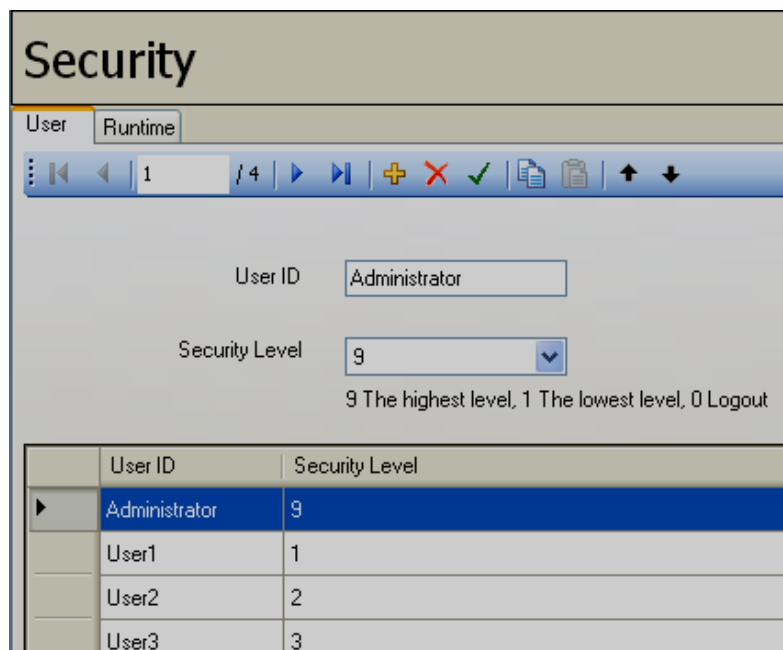 Security
User Runtime
1 / 4
User ID Administrator
Security Level 9
9 The highest level, 1 The lowest level, 0 Logout
User ID Security Level
Administrator 9
User1 1
User2 2
User3 3